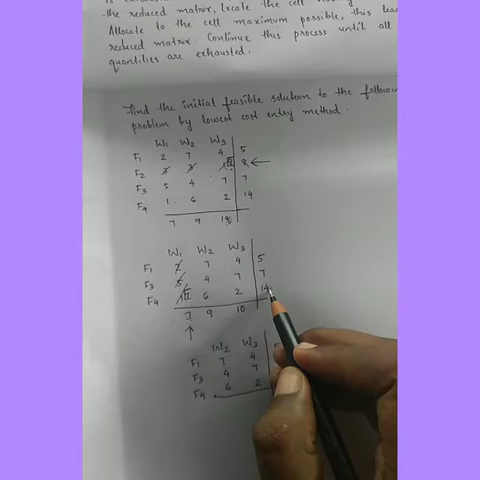 the reduced matrix, Locate the cell
Allocate to the cell maximum possible, this
reduced matrix. Continue this process until all
quantities are exhausted.
Find the initial feasible solution to the following
problem by lowest cost entry method.
W1 W2 W3
F1 2 7 4 5
F2 3 3 1 8
F3 5 4 7 7
F4 1 6 2 14
7 9 18
W1 W2 W3
F1 2 7 4 5
F3 5 4 7 7
F4 1 6 2 14
7 9 10
W2 W3
F1 7 4
F3 4 7
F4 6 2